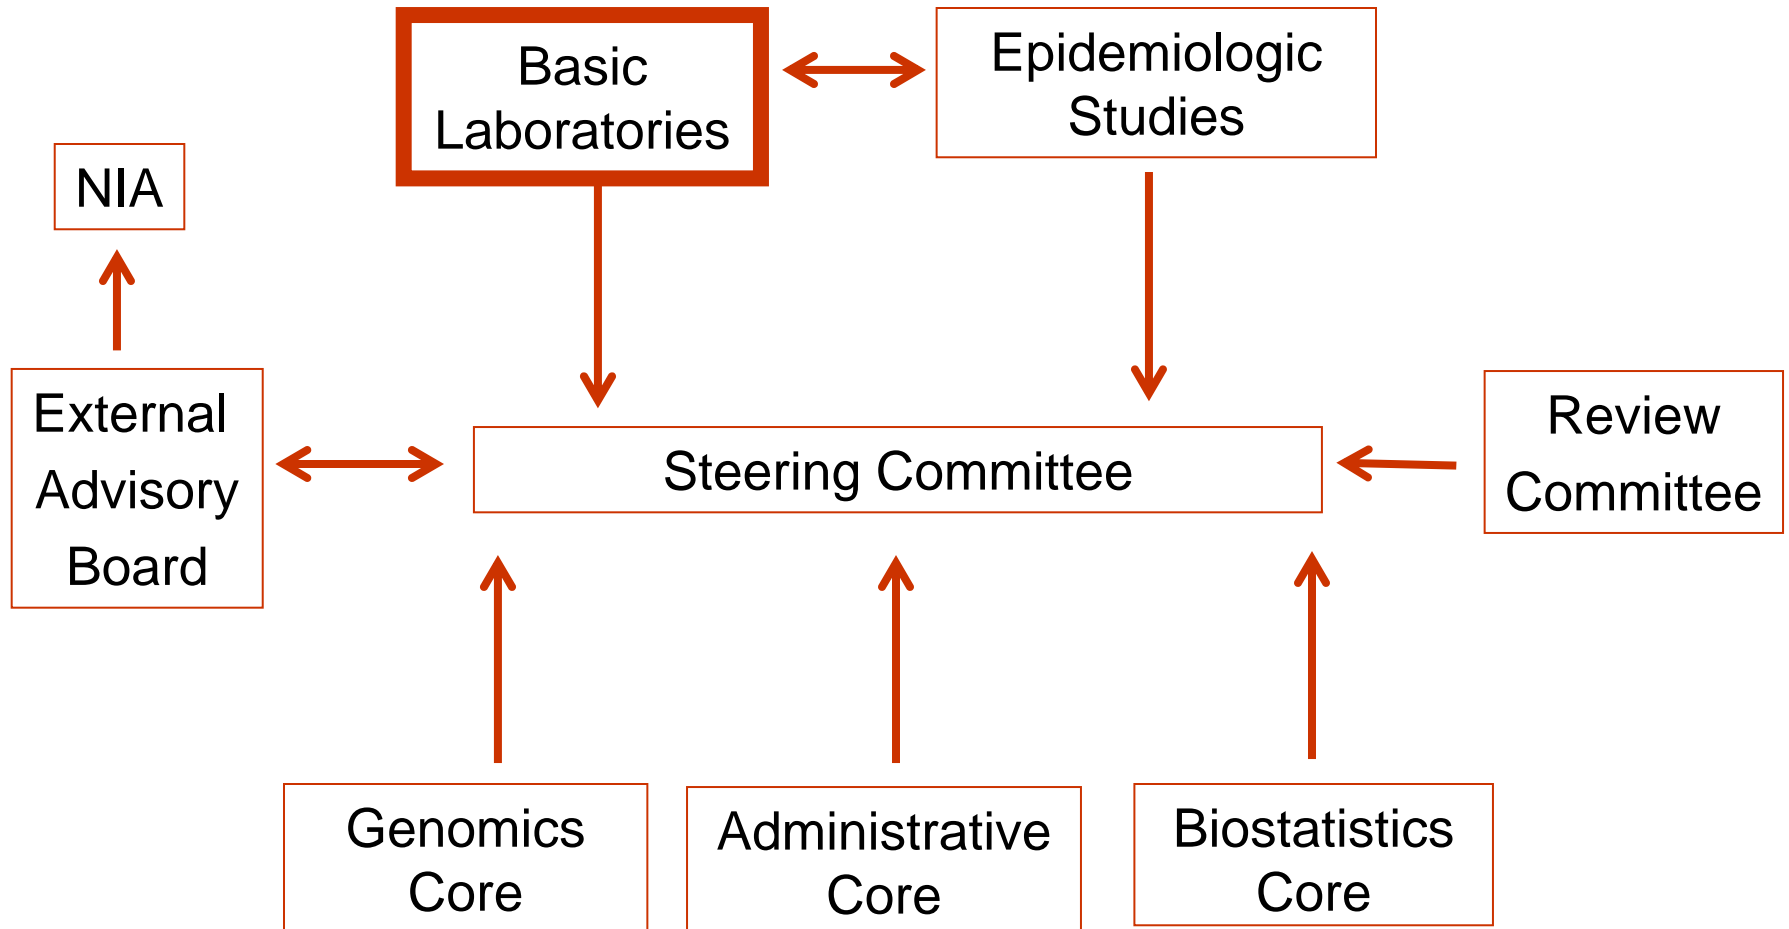 Basic
Laboratories
Epidemiologic
Studies
NIA
External
Advisory
Board
Steering Committee
Review
Committee
Genomics
Core
Administrative
Core
Biostatistics
Core